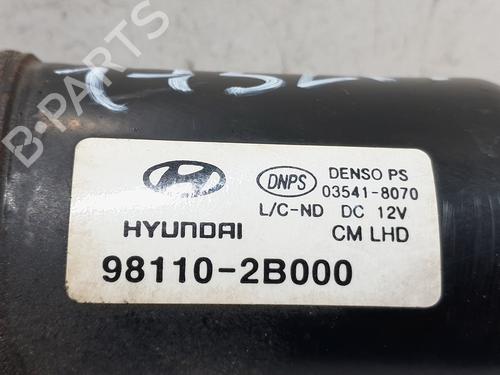 DNPS
DENSO PS
03541-8070
L/C-ND DC 12V
HYUNDAI
CM LHD
98110-2B000
B-PARTS